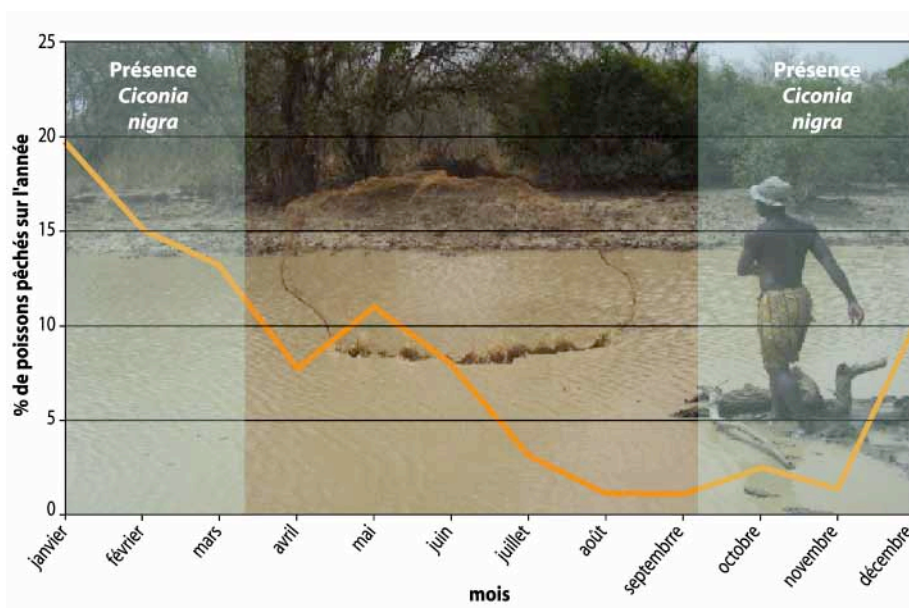 25
20
15
10
5
0
% de poissons pêchés sur l'année
Présence
Ciconia
nigra
Présence
Ciconia
nigra
janvier
février
mars
avril
mai
juin
juillet
août
septembre
octobre
novembre
décembre
mois